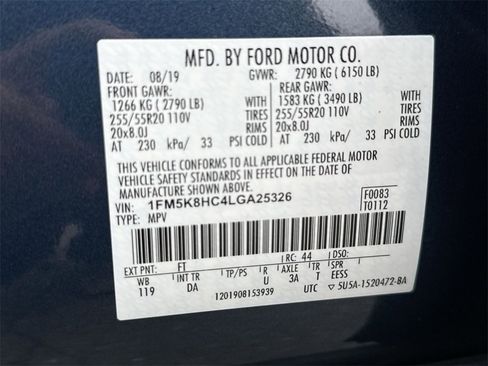 MFD. BY FORD MOTOR CO.
DATE: 08/19 GVWR: 2790 KG ( 6150 LB)
FRONT GAWR: REAR GAWR:
1266 KG ( 2790 LB) 1583 KG ( 3490 LB)
255/55R20 110V TIRES 255/55R20 110V TIRES
20x8.0J RIMS 20x8.0J RIMS
AT 230 kPa/ 33 PSI COLD AT 230 kPa/ 33 PSI COLD
THIS VEHICLE CONFORMS TO ALL APPLICABLE FEDERAL MOTOR
VEHICLE SAFETY AND THEFT PREVENTION STANDARDS IN EFFECT ON THE DATE
OF MANUFACTURE SHOWN ABOVE.
VIN: 1FM5K8HC4LGA25326 F0083
TYPE: MPV T0112
EXT PNT: FT RC: 44 DSO:
WB INT TR TP/PS R AXLE TR SPR
119 DA U 3A T EESS
1201908153939 UTC ▽ 5U5A-1520472-BA